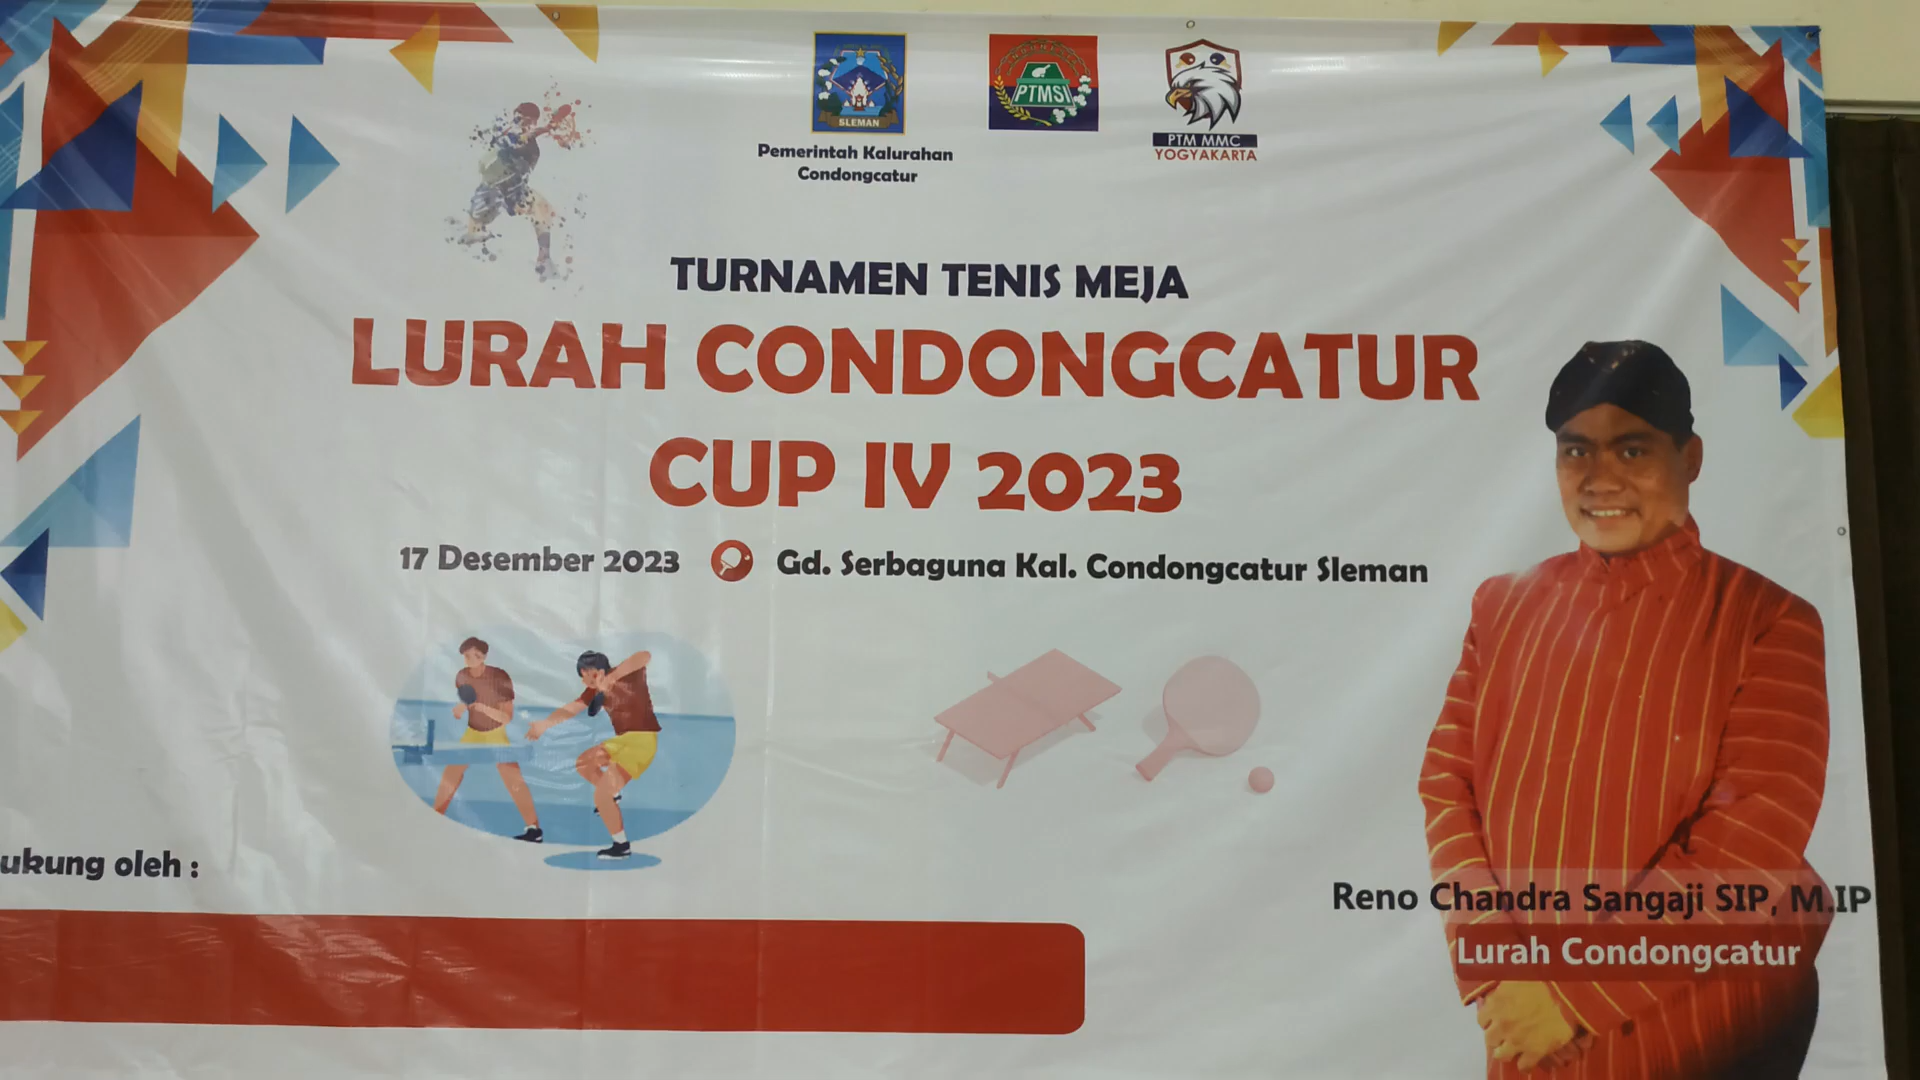 SLEMAN
Pemerintah Kalurahan
Condongcatur
PTMSI
PTM MMC
YOGYAKARTA
TURNAMEN TENIS MEJA
LURAH CONDONGCATUR
CUP IV 2023
17 Desember 2023 Gd. Serbaguna Kal. Condongcatur Sleman
ukung oleh :
Reno Chandra Sangaji SIP, M.IP
Lurah Condongcatur